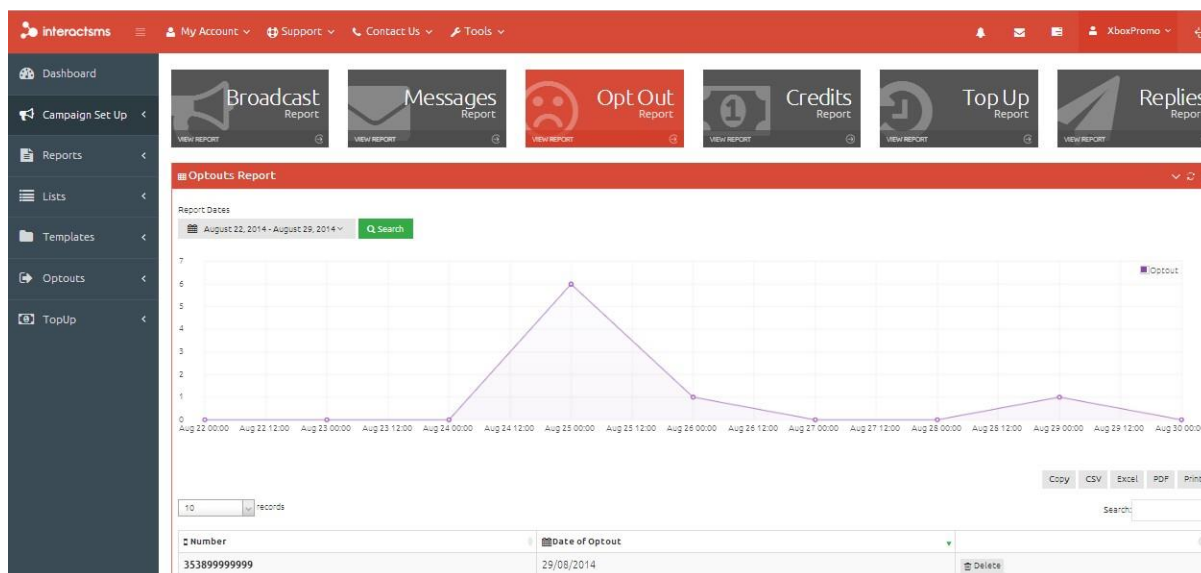 interactsms My Account Support Contact Us Tools XboxPromo
Dashboard
Campaign Set Up
Reports
Lists
Templates
Optouts
TopUp
Broadcast
Report
VIEW REPORT
Messages
Report
VIEW REPORT
Opt Out
Report
VIEW REPORT
Credits
Report
VIEW REPORT
Top Up
Report
VIEW REPORT
Replies
Repor
VIEW REPORT
Optouts Report
Report Dates
August 22, 2014 - August 29, 2014 Search
7
6
5
4
3
2
1
0
Optout
Aug 22 00:00 Aug 22 12:00 Aug 23 00:00 Aug 23 12:00 Aug 24 00:00 Aug 24 12:00 Aug 25 00:00 Aug 25 12:00 Aug 26 00:00 Aug 26 12:00 Aug 27 00:00 Aug 27 12:00 Aug 28 00:00 Aug 28 12:00 Aug 29 00:00 Aug 29 12:00 Aug 30 00:0
Copy CSV Excel PDF Print
10 records Search:
Number Date of Optout
353899999999 29/08/2014 Delete